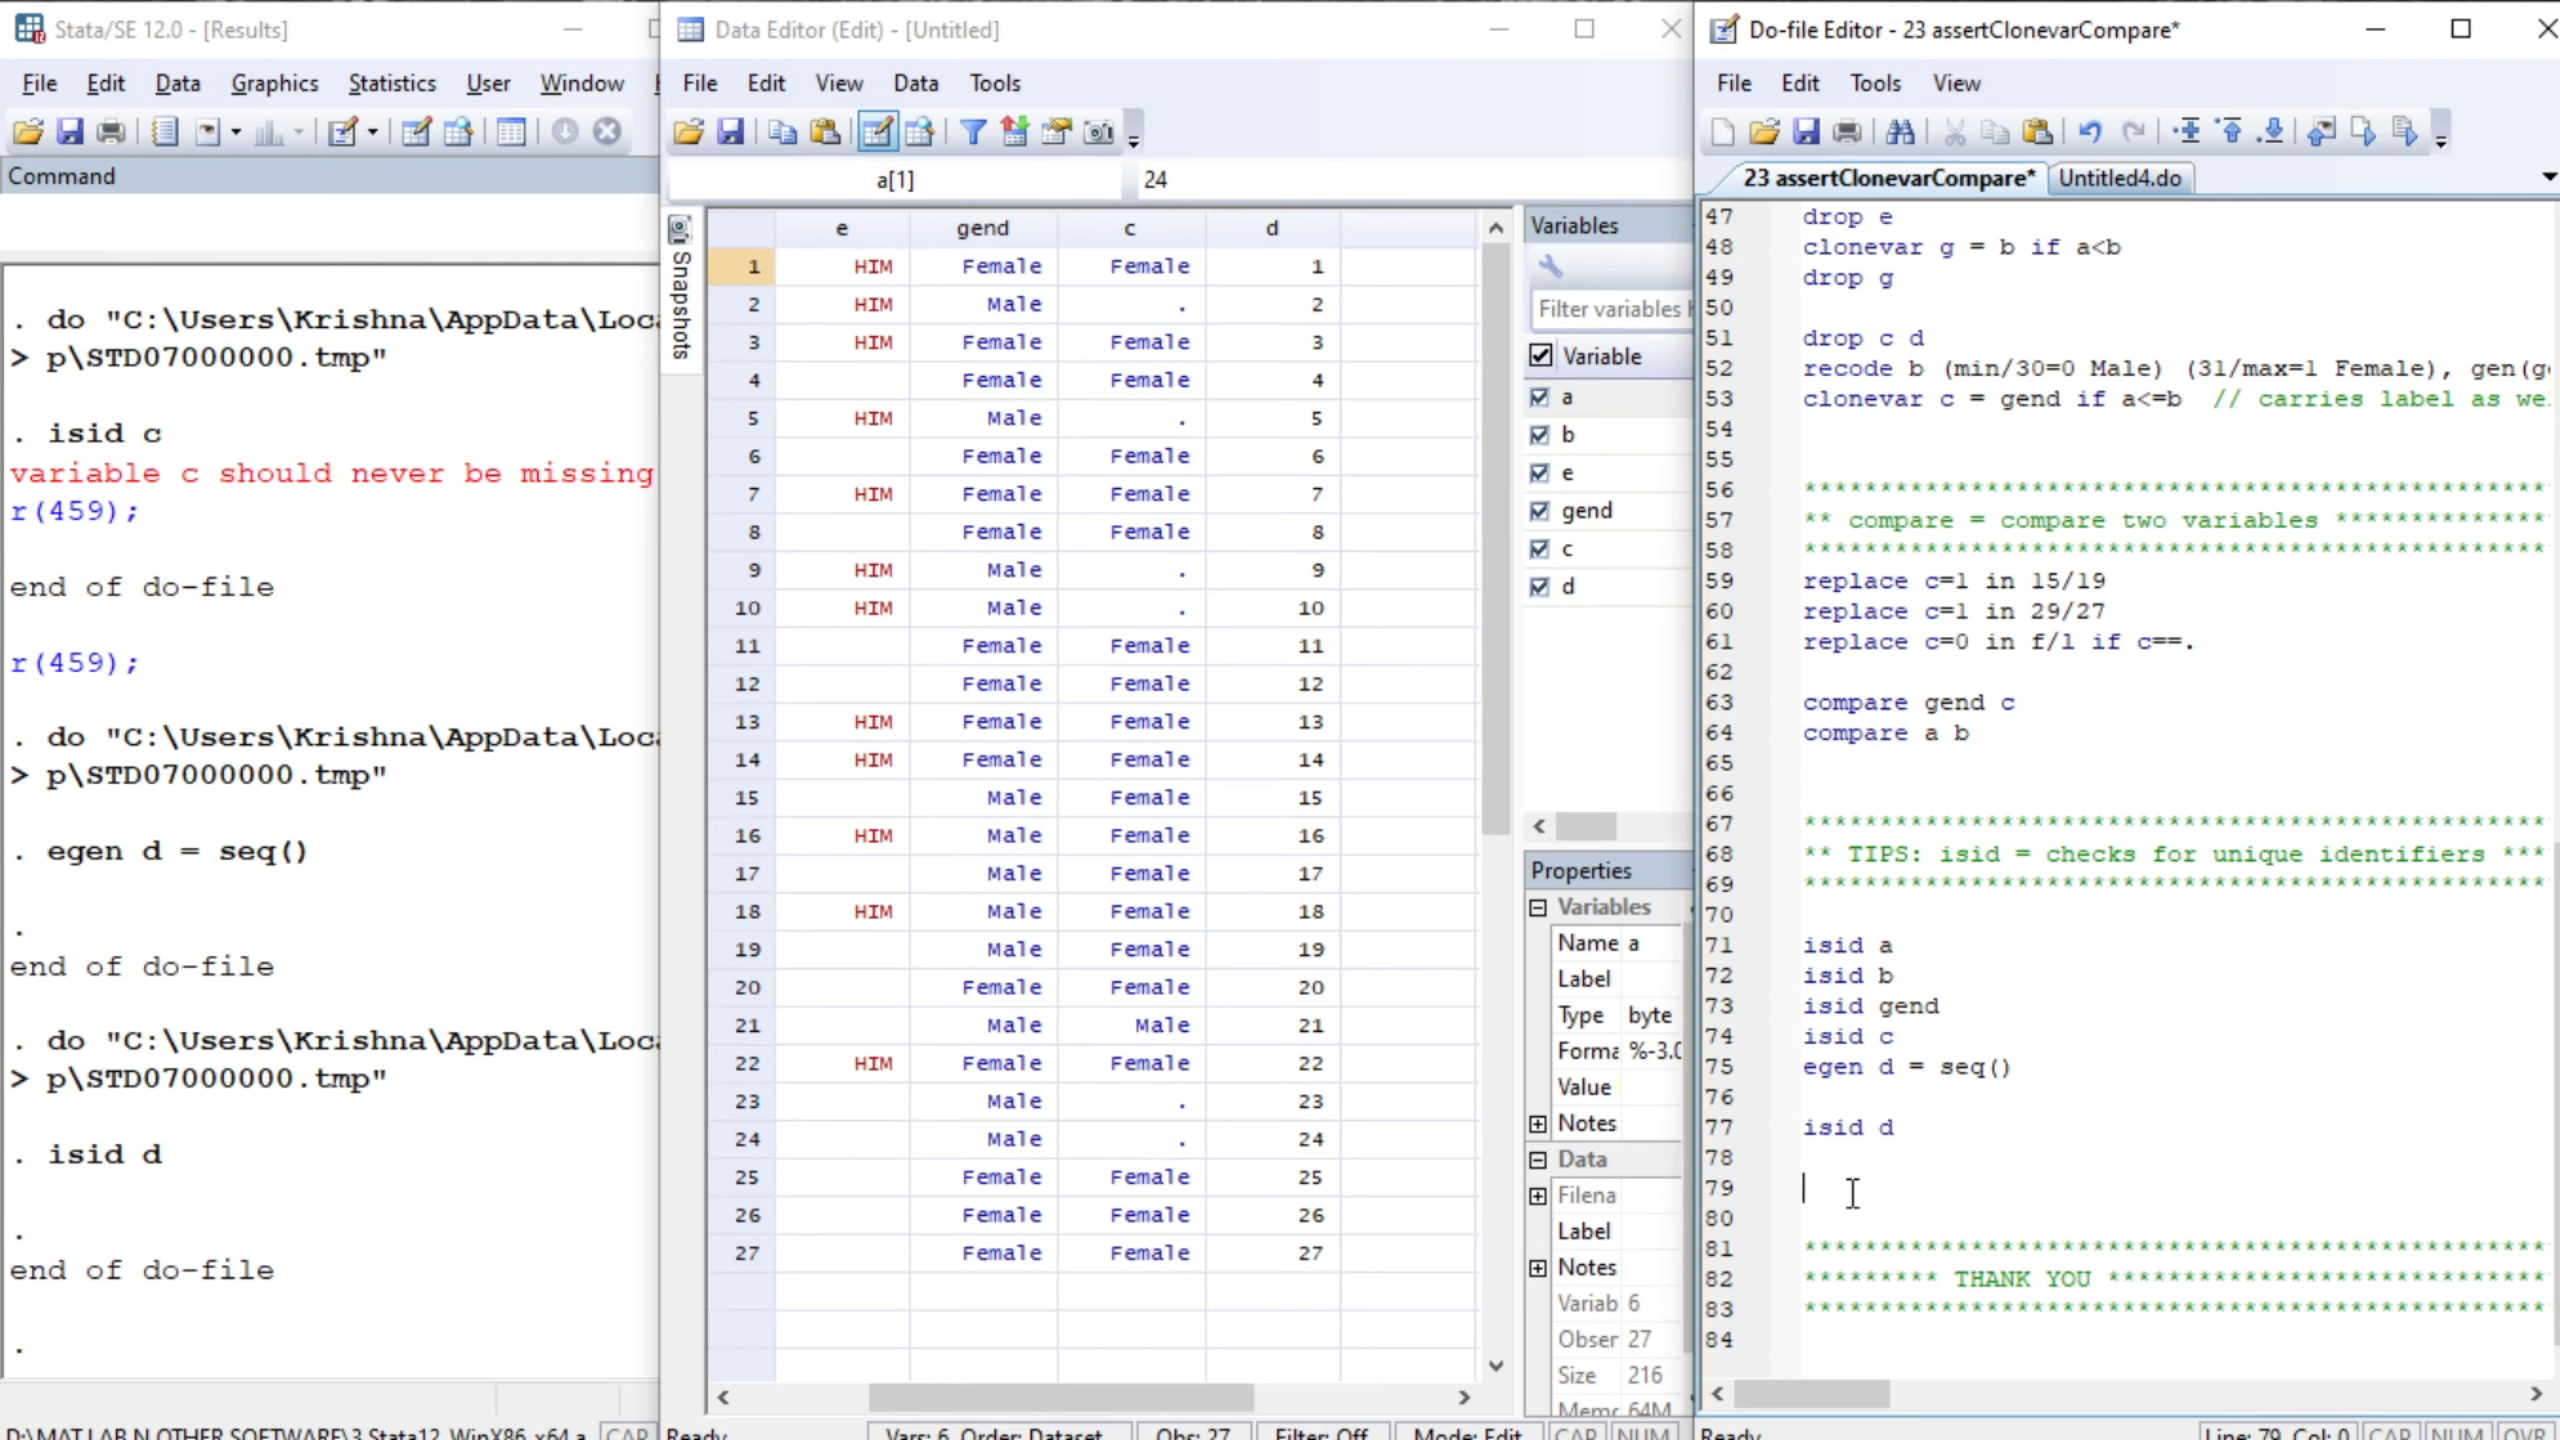 Stata/SE 12.0 - [Results]
File Edit Data Graphics Statistics User Window
Command
. do "C:\Users\Krishna\AppData\Loca
> p\STD07000000.tmp"
. isid c
variable c should never be missing
r(459);
end of do-file
r(459);
. do "C:\Users\Krishna\AppData\Loca
> p\STD07000000.tmp"
. egen d = seq()
.
end of do-file
. do "C:\Users\Krishna\AppData\Loca
> p\STD07000000.tmp"
. isid d
.
end of do-file
.
CAP
Data Editor (Edit) - [Untitled]
File Edit View Data Tools
a[1] 24
Snapshots
e gend c d
1 HIM Female Female 1
2 HIM Male . 2
3 HIM Female Female 3
4 Female Female 4
5 HIM Male . 5
6 Female Female 6
7 HIM Female Female 7
8 Female Female 8
9 HIM Male . 9
10 HIM Male . 10
11 Female Female 11
12 Female Female 12
13 HIM Female Female 13
14 HIM Female Female 14
15 Male Female 15
16 HIM Male Female 16
17 Male Female 17
18 HIM Male Female 18
19 Male Female 19
20 Female Female 20
21 Male Male 21
22 HIM Female Female 22
23 Male . 23
24 Male . 24
25 Female Female 25
26 Female Female 26
27 Female Female 27
Variables
Filter variables
Variable
a
b
e
gend
c
d
Properties
Variables
Name a
Label
Type byte
Forma %-3.0
Value
Notes
Data
Filena
Label
Notes
Variab 6
Obser 27
Size 216
Memo 64M
Ready Vars: 6 Order: Dataset Obs: 27 Filter: Off Mode: Edit CAP NUM
Do-file Editor - 23 assertClonevarCompare*
File Edit Tools View
23 assertClonevarCompare* Untitled4.do
47 drop e
48 clonevar g = b if a<b
49 drop g
50
51 drop c d
52 recode b (min/30=0 Male) (31/max=1 Female), gen(g
53 clonevar c = gend if a<=b // carries label as we
54
55
56 *************************************************
57 ** compare = compare two variables **************
58 *************************************************
59 replace c=1 in 15/19
60 replace c=1 in 29/27
61 replace c=0 in f/l if c==.
62
63 compare gend c
64 compare a b
65
66
67 *************************************************
68 ** TIPS: isid = checks for unique identifiers ***
69 *************************************************
70
71 isid a
72 isid b
73 isid gend
74 isid c
75 egen d = seq()
76
77 isid d
78
79
80
81 *************************************************
82 ********* THANK YOU *****************************
83 *************************************************
84
Ready Line: 79, Col: 0 CAP NUM OVR